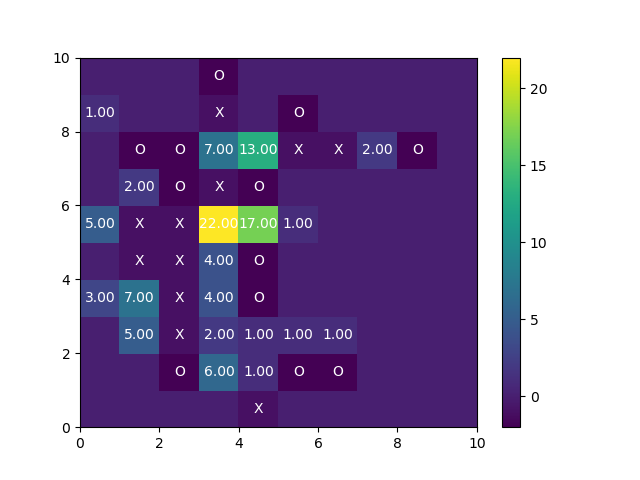 10
O
1.00 X O
8
O O 7.00 13.00 X X 2.00 O
2.00 O X O
6
5.00 X X 22.00 17.00 1.00
X X 4.00 O
4
3.00 7.00 X 4.00 O
5.00 X 2.00 1.00 1.00 1.00
2
O 6.00 1.00 O O
X
0
0 2 4 6 8 10
20
15
10
5
0